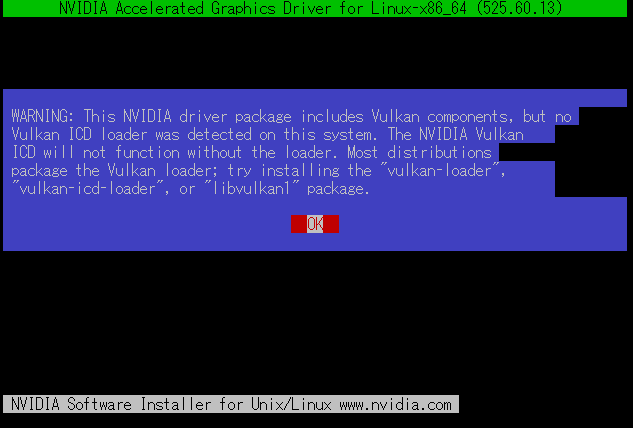 NVIDIA Accelerated Graphics Driver for Linux-x86_64 (525.60.13)
WARNING: This NVIDIA driver package includes Vulkan components, but no
Vulkan ICD loader was detected on this system. The NVIDIA Vulkan
ICD will not function without the loader. Most distributions
package the Vulkan loader; try installing the "vulkan-loader",
"vulkan-icd-loader", or "libvulkan1" package.
OK
NVIDIA Software Installer for Unix/Linux www.nvidia.com